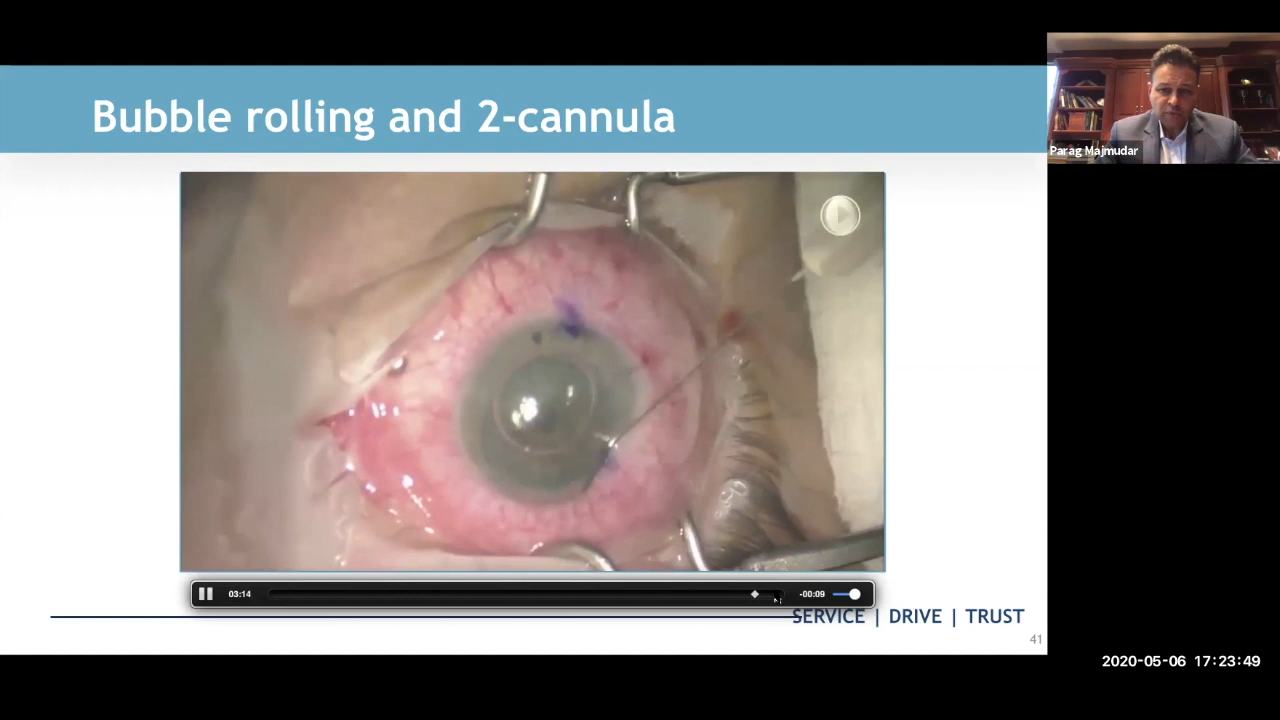 Bubble rolling and 2-cannula
Parag Majmudar
03:14
-00:09
SERVICE | DRIVE | TRUST
41
2020-05-06 17:23:49